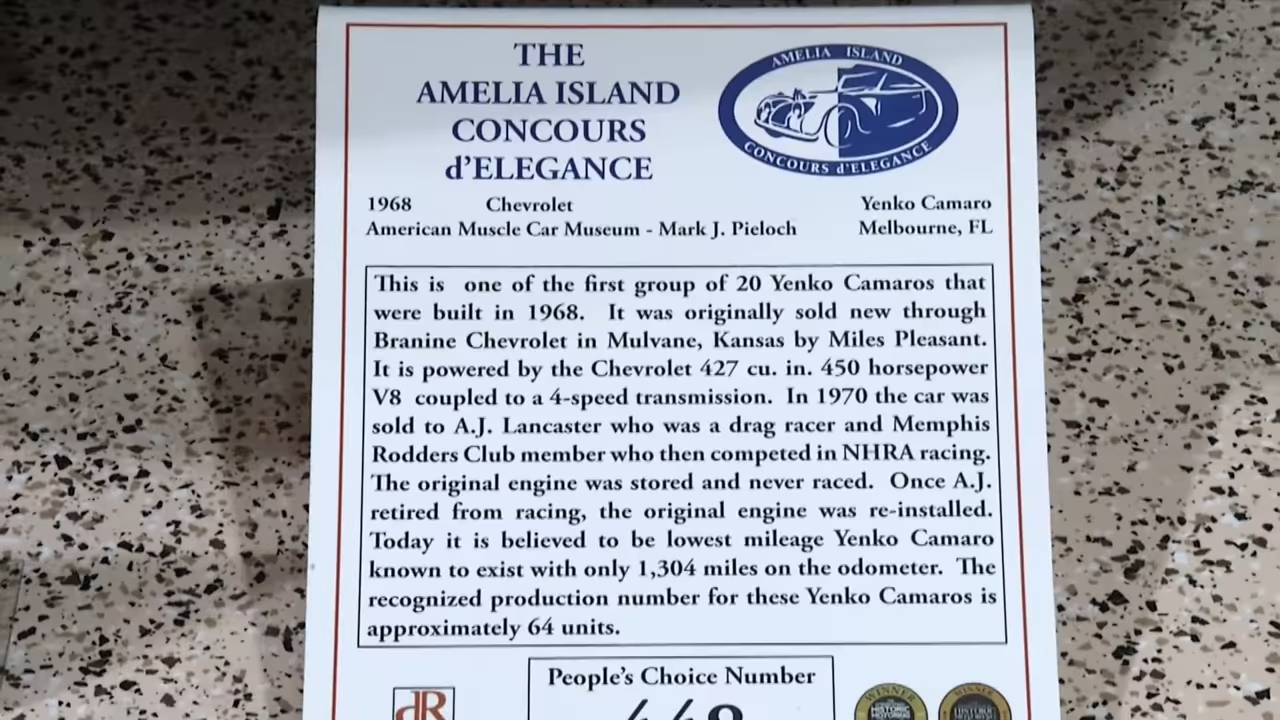 THE
AMELIA ISLAND
CONCOURS
d'ELEGANCE
AMELIA ISLAND
CONCOURS d'ELEGANCE
1968 Chevrolet Yenko Camaro
American Muscle Car Museum - Mark J. Pieloch Melbourne, FL
This is one of the first group of 20 Yenko Camaros that
were built in 1968. It was originally sold new through
Branine Chevrolet in Mulvane, Kansas by Miles Pleasant.
It is powered by the Chevrolet 427 cu. in. 450 horsepower
V8 coupled to a 4-speed transmission. In 1970 the car was
sold to A.J. Lancaster who was a drag racer and Memphis
Rodders Club member who then competed in NHRA racing.
The original engine was stored and never raced. Once A.J.
retired from racing, the original engine was re-installed.
Today it is believed to be lowest mileage Yenko Camaro
known to exist with only 1,304 miles on the odometer. The
recognized production number for these Yenko Camaros is
approximately 64 units.
People's Choice Number
WINNER
HISTORIC
MOTORING
WINNER